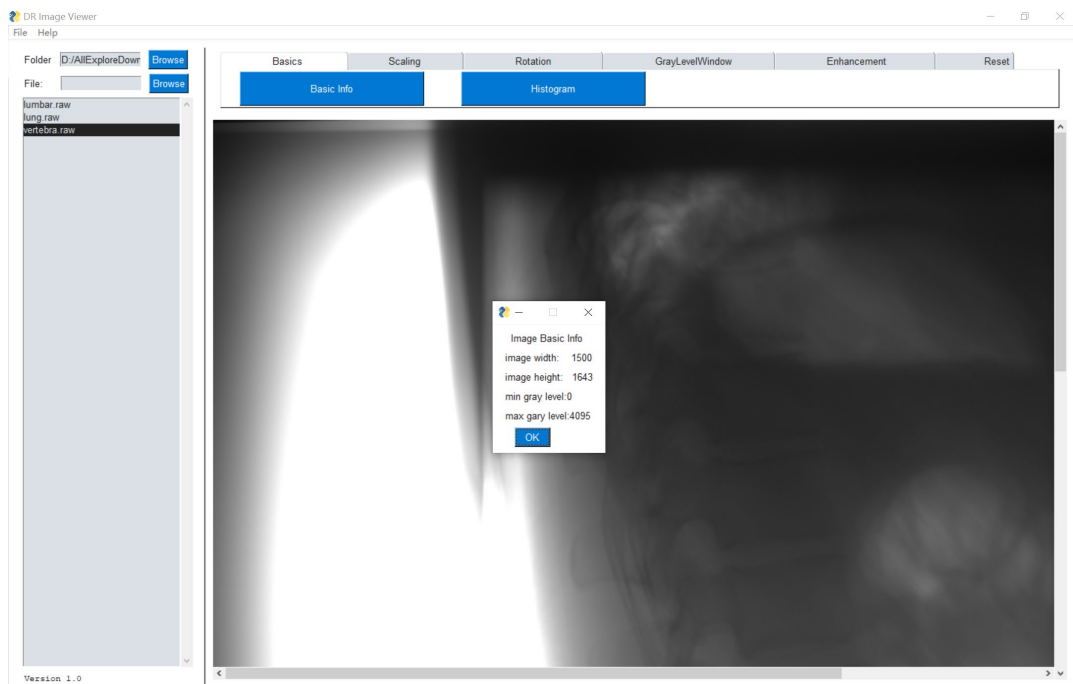 DR Image Viewer
File Help
Folder D:/AllExploreDowr Browse
File: Browse
lumbar.raw
lung.raw
vertebra.raw
Basics Scaling Rotation GrayLevelWindow Enhancement Reset
Basic Info Histogram
Image Basic Info
image width: 1500
image height: 1643
min gray level:0
max gary level:4095
OK
Version 1.0